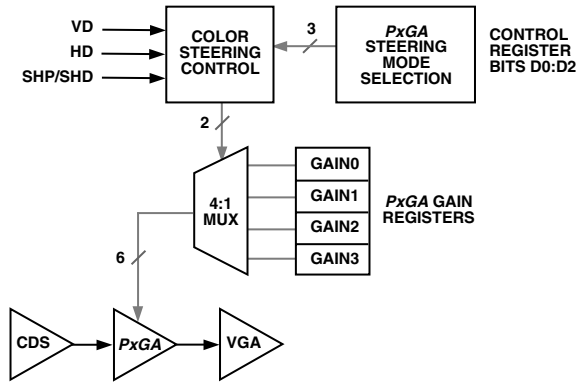 VD
HD
SHP/SHD
COLOR
STEERING
CONTROL
3
PxGA
STEERING
MODE
SELECTION
CONTROL
REGISTER
BITS D0:D2
2
4:1
MUX
GAIN0
GAIN1
GAIN2
GAIN3
PxGA GAIN
REGISTERS
6
CDS
PxGA
VGA